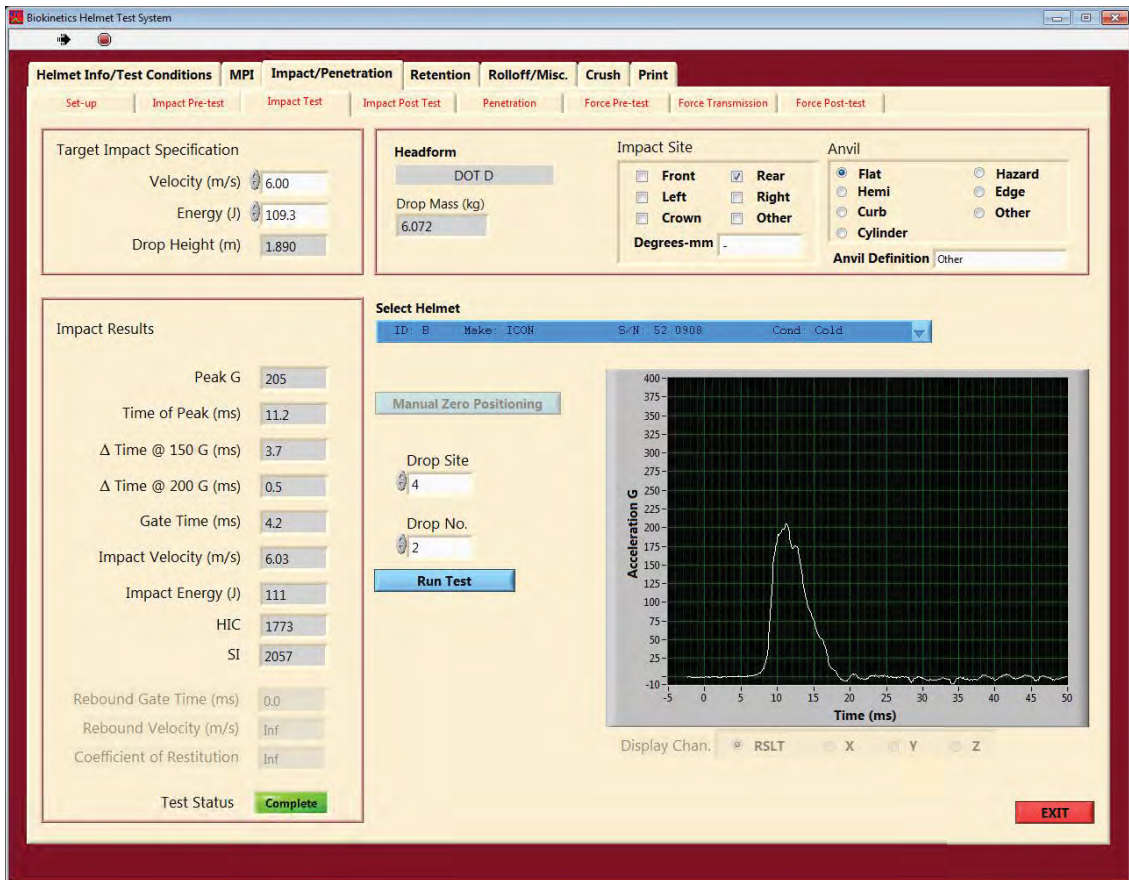 Biokinetics Helmet Test System
Helmet Info/Test Conditions MPI Impact/Penetration Retention Rolloff/Misc. Crush Print
Set-up Impact Pre-test Impact Test Impact Post Test Penetration Force Pre-test Force Transmission Force Post-test
Target Impact Specification
Velocity (m/s) 6.00
Energy (J) 109.3
Drop Height (m) 1.890
Headform
DOT D
Drop Mass (kg)
6.072
Impact Site
Front Rear
Left Right
Crown Other
Degrees-mm -
Anvil
Flat Hazard
Hemi Edge
Curb Other
Cylinder
Anvil Definition Other
Impact Results
Peak G 205
Time of Peak (ms) 11.2
Δ Time @ 150 G (ms) 3.7
Δ Time @ 200 G (ms) 0.5
Gate Time (ms) 4.2
Impact Velocity (m/s) 6.03
Impact Energy (J) 111
HIC 1773
SI 2057
Rebound Gate Time (ms) 0.0
Rebound Velocity (m/s) Inf
Coefficient of Restitution Inf
Test Status Complete
Select Helmet
ID: B Make: ICON S/N: 52 0908 Cond: Cold
Manual Zero Positioning
Drop Site
4
Drop No.
2
Run Test
Acceleration G
400
375
350
325
300
275
250
225
200
175
150
125
100
75
50
25
-10
-5 0 5 10 15 20 25 30 35 40 45 50
Time (ms)
Display Chan. RSLT X Y Z
EXIT